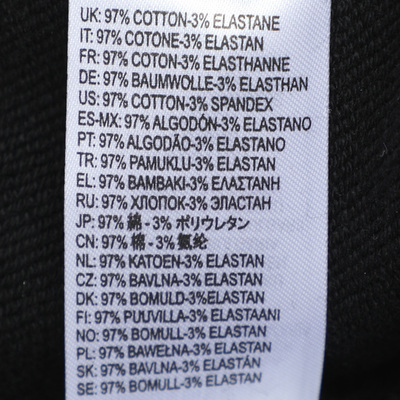 UK: 97% COTTON-3% ELASTANE
IT: 97% COTONE-3% ELASTAN
FR: 97% COTON-3% ELASTHANNE
DE: 97% BAUMWOLLE-3% ELASTHAN
US: 97% COTTON-3% SPANDEX
ES-MX: 97% ALGODÓN-3% ELASTANO
PT: 97% ALGODÃO-3% ELASTANO
TR: 97% PAMUKLU-3% ELASTAN
EL: 97% ΒΑΜΒΑΚΙ-3% ΕΛΑΣΤΑΝΗ
RU: 97% ХЛОПОК-3% ЭЛАСТАН
JP: 97% 綿 - 3% ポリウレタン
CN: 97% 棉 - 3% 氨纶
NL: 97% KATOEN-3% ELASTAN
CZ: 97% BAVLNA-3% ELASTAN
DK: 97% BOMULD-3%ELASTAN
FI: 97% PUUVILLA-3% ELASTAANI
NO: 97% BOMULL-3% ELASTAN
PL: 97% BAWEŁNA-3% ELASTAN
SK: 97% BAVLNA-3% ELASTAN
SE: 97% BOMULL-3% ELASTAN